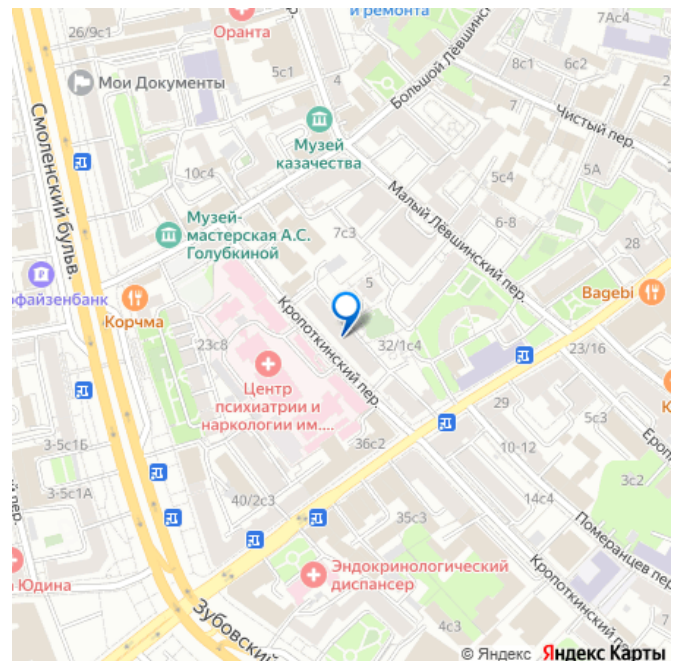 26/9с1
Оранта
и ремонта
7Ас4
8с1
6с2
2
Мои Документы
5с1
4
Большой Лёвшинский
7
Чистый пер.
Смоленский бульв.
Музей
казачества
10с4
5с4
5А
Малый Лёвшинский пер.
6-8
Музей-
мастерская А.С.
Голубкиной
7с3
28
5
офайзенбанк
Корчма
Кропоткинский пер.
Bagebi
23с8
32/1с4
23/16
Центр
психиатрии и
наркологии им....
29
К
3-5с1Б
36с2
10-12
5с3
3с2
3-5с1А
пер.
40/2с3
35с3
14с4
Померанцев пер.
Эндокринологический
диспансер
Юдина
Кропоткинский
Зубовский
4с3
© Яндекс Яндекс Карты